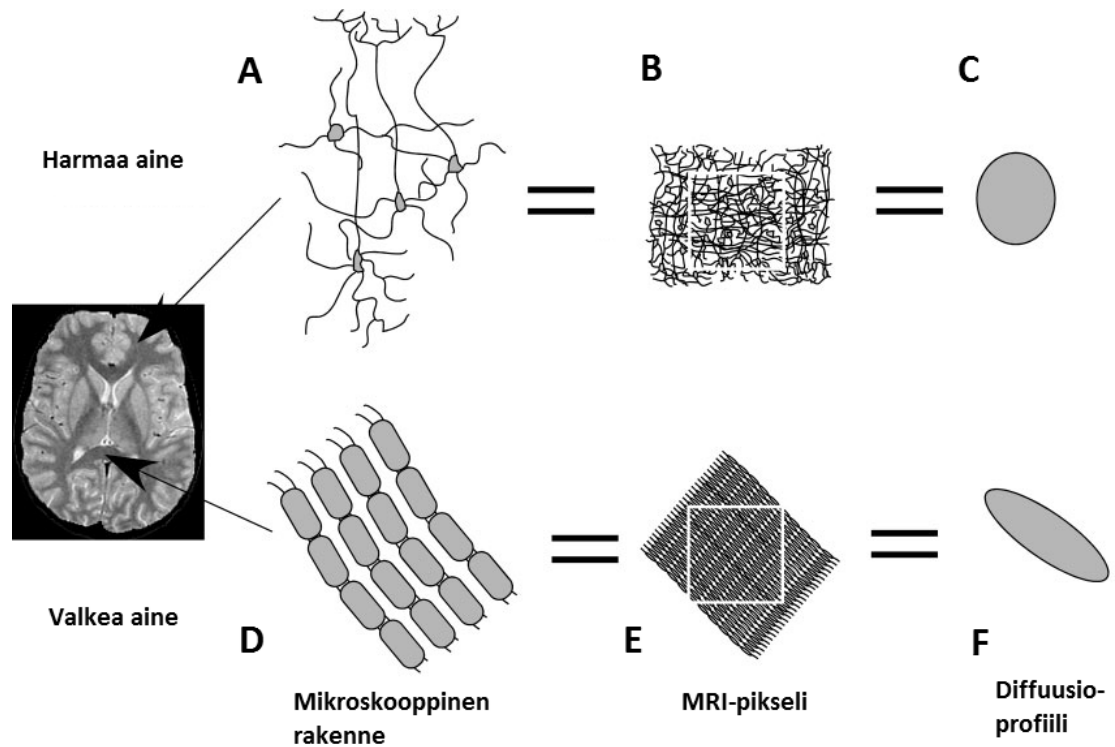 A
B
C
Harmaa aine
Valkea aine
D
E
F
Mikroskooppinen
rakenne
MRI-pikseli
Diffuusio-
profiili